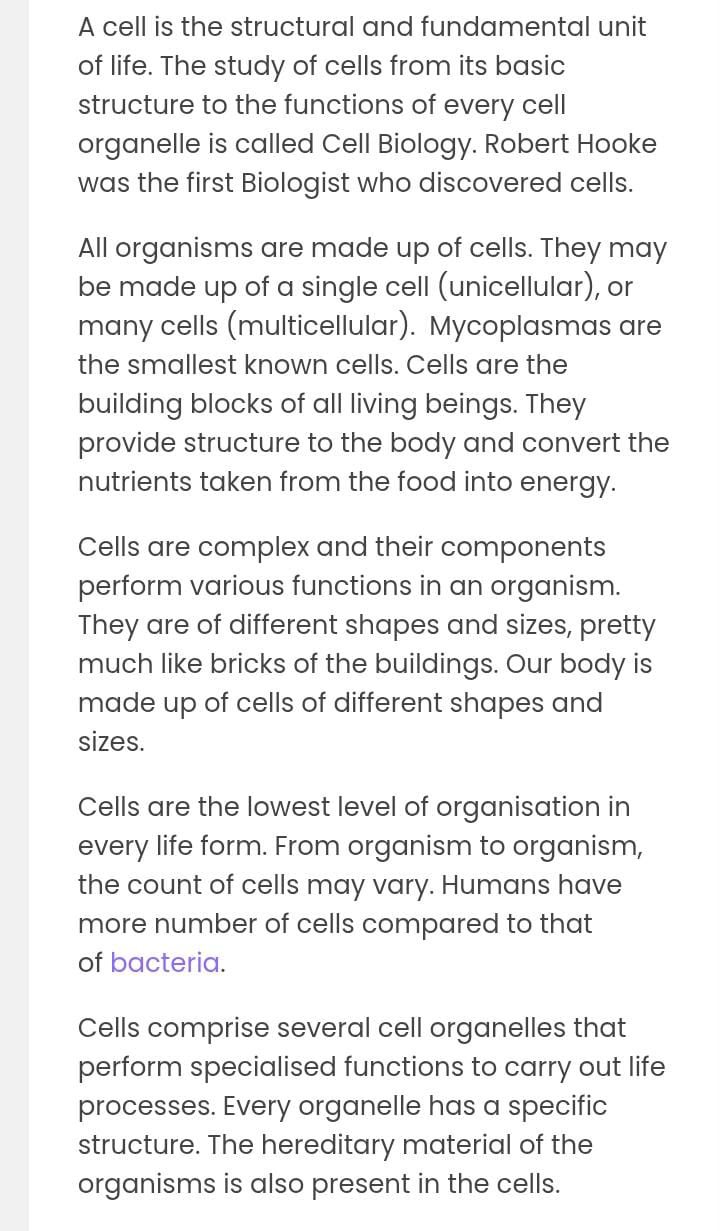 A cell is the structural and fundamental unit
of life. The study of cells from its basic
structure to the functions of every cell
organelle is called Cell Biology. Robert Hooke
was the first Biologist who discovered cells.
All organisms are made up of cells. They may
be made up of a single cell (unicellular), or
many cells (multicellular).  Mycoplasmas are
the smallest known cells. Cells are the
building blocks of all living beings. They
provide structure to the body and convert the
nutrients taken from the food into energy.
Cells are complex and their components
perform various functions in an organism.
They are of different shapes and sizes, pretty
much like bricks of the buildings. Our body is
made up of cells of different shapes and
sizes.
Cells are the lowest level of organisation in
every life form. From organism to organism,
the count of cells may vary. Humans have
more number of cells compared to that
of bacteria.
Cells comprise several cell organelles that
perform specialised functions to carry out life
processes. Every organelle has a specific
structure. The hereditary material of the
organisms is also present in the cells.